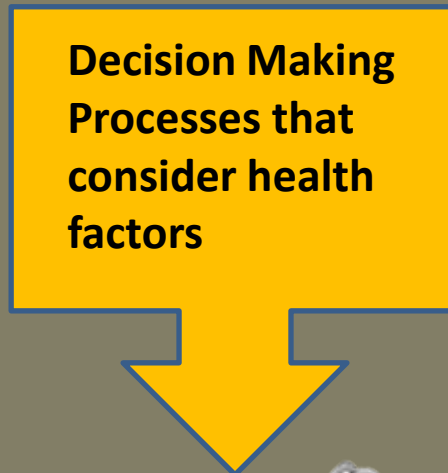 Decision Making
Processes that
consider health
factors